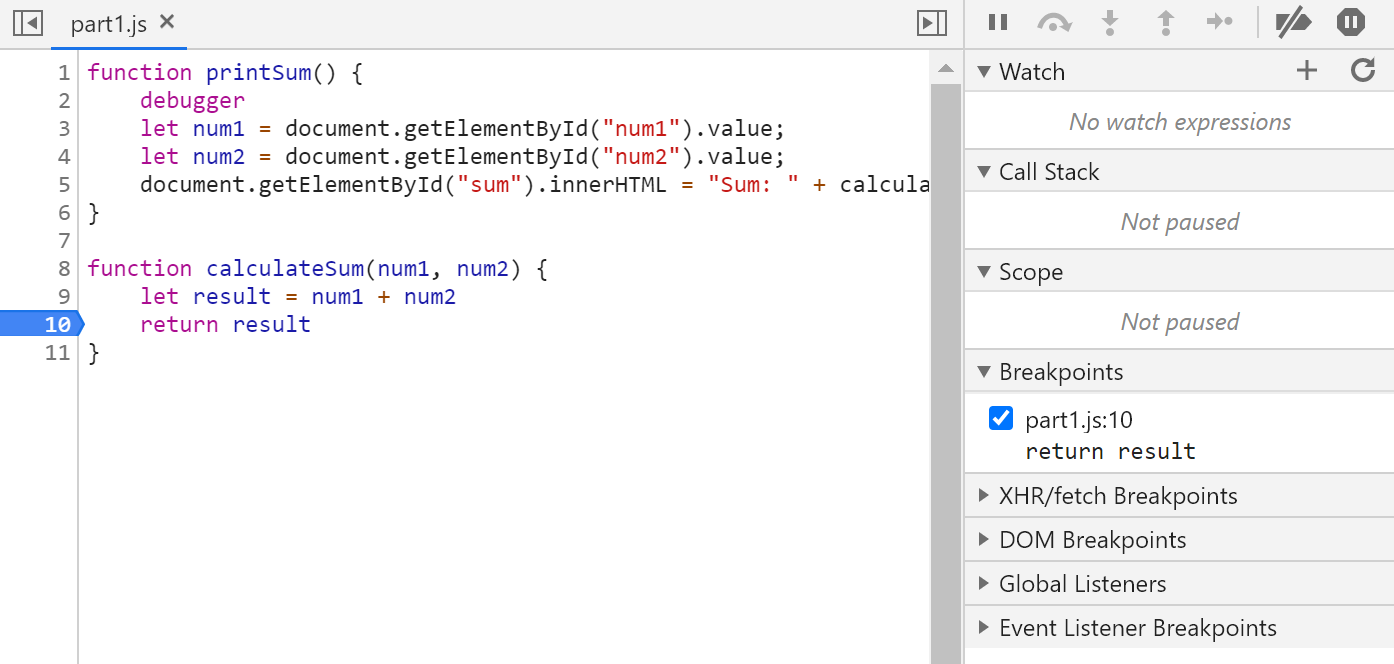 part1.js
1 function printSum() {
2 debugger
3 let num1 = document.getElementById("num1").value;
4 let num2 = document.getElementById("num2").value;
5 document.getElementById("sum").innerHTML = "Sum: " + calcula
6 }
7
8 function calculateSum(num1, num2) {
9 let result = num1 + num2
10 return result
11 }
Watch
No watch expressions
Call Stack
Not paused
Scope
Not paused
Breakpoints
part1.js:10
return result
XHR/fetch Breakpoints
DOM Breakpoints
Global Listeners
Event Listener Breakpoints